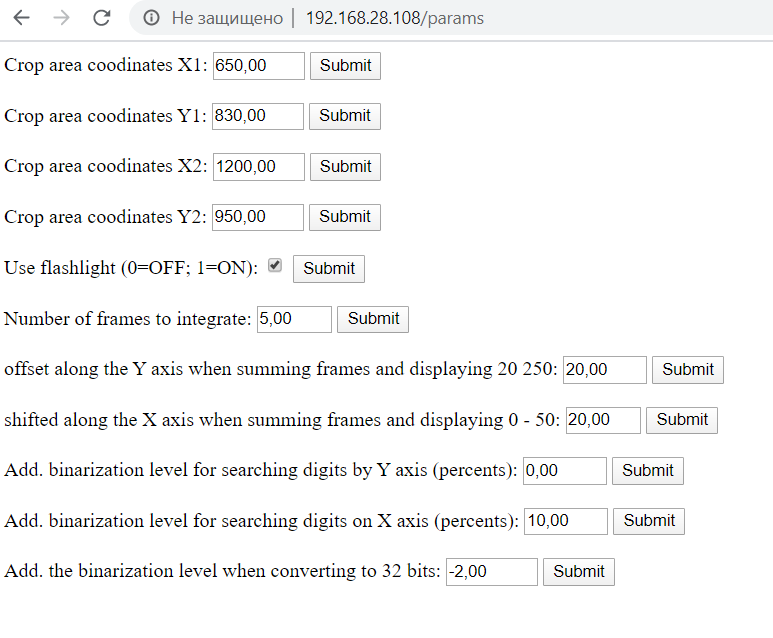 Не защищено | 192.168.28.108/params
Crop area coodinates X1: 650,00 Submit
Crop area coodinates Y1: 830,00 Submit
Crop area coodinates X2: 1200,00 Submit
Crop area coodinates Y2: 950,00 Submit
Use flashlight (0=OFF; 1=ON): Submit
Number of frames to integrate: 5,00 Submit
offset along the Y axis when summing frames and displaying 20 250: 20,00 Submit
shifted along the X axis when summing frames and displaying 0 - 50: 20,00 Submit
Add. binarization level for searching digits by Y axis (percents): 0,00 Submit
Add. binarization level for searching digits on X axis (percents): 10,00 Submit
Add. the binarization level when converting to 32 bits: -2,00 Submit